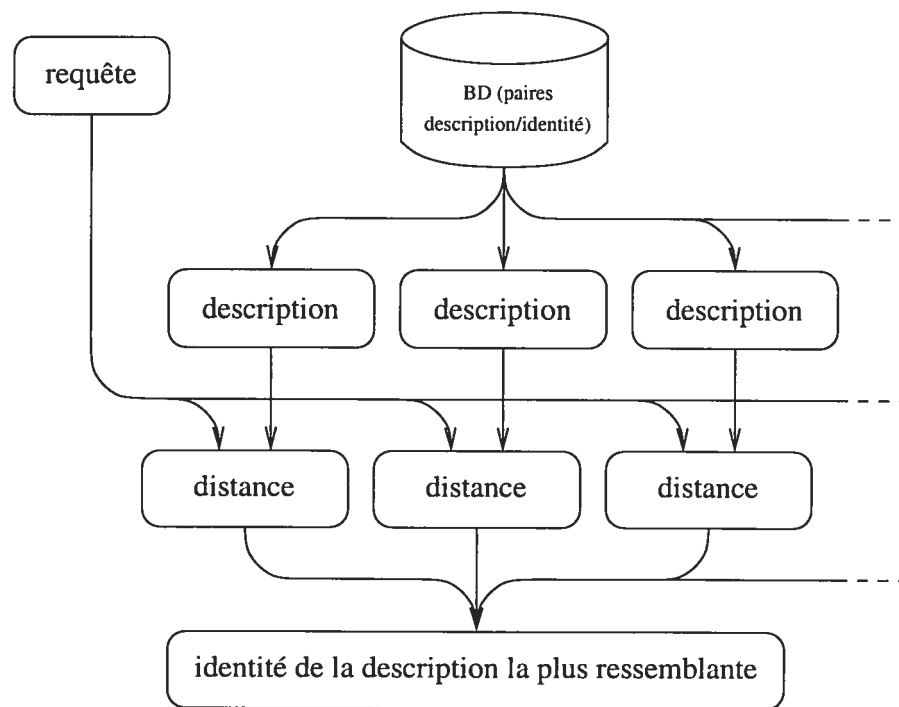 requête
BD (paires
description/identité)
description
description
description
distance
distance
distance
identité de la description la plus ressemblante